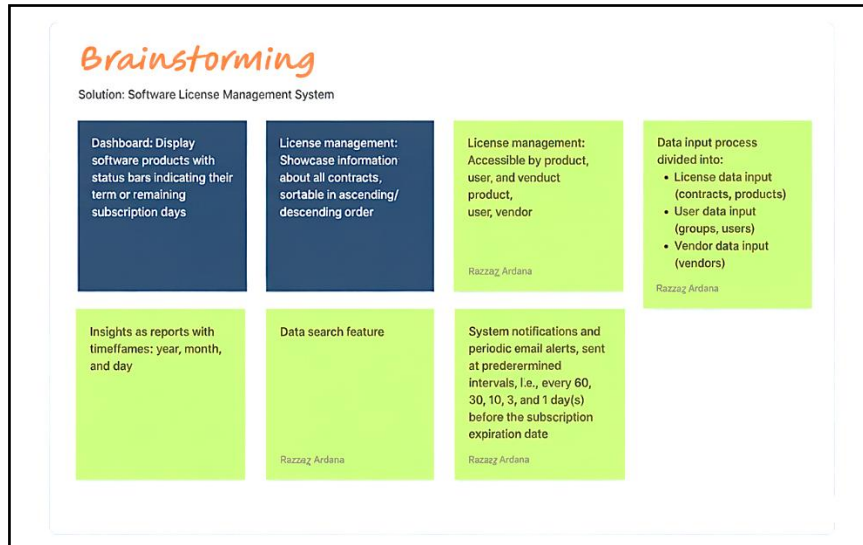 Brainstorming
Solution: Software License Management System
Dashboard: Display
software products with
status bars indicating their
term or remaining
subscription days
License management:
Showcase information
about all contracts,
sortable in ascending/
descending order
License management:
Accessible by product,
user, and venduct
product,
user, vendor
Razzaz Ardana
Data input process
divided into:
• License data input
(contracts, products)
• User data input
(groups, users)
• Vendor data input
(vendors)
Razzaz Ardana
Insights as reports with
timeffames: year, month,
and day
Data search feature
Razzaz Ardana
System notifications and
periodic email alerts, sent
at prederermined
intervals, I.e., every 60,
30, 10, 3, and 1 day(s)
before the subscription
expiration date
Razazz Ardana